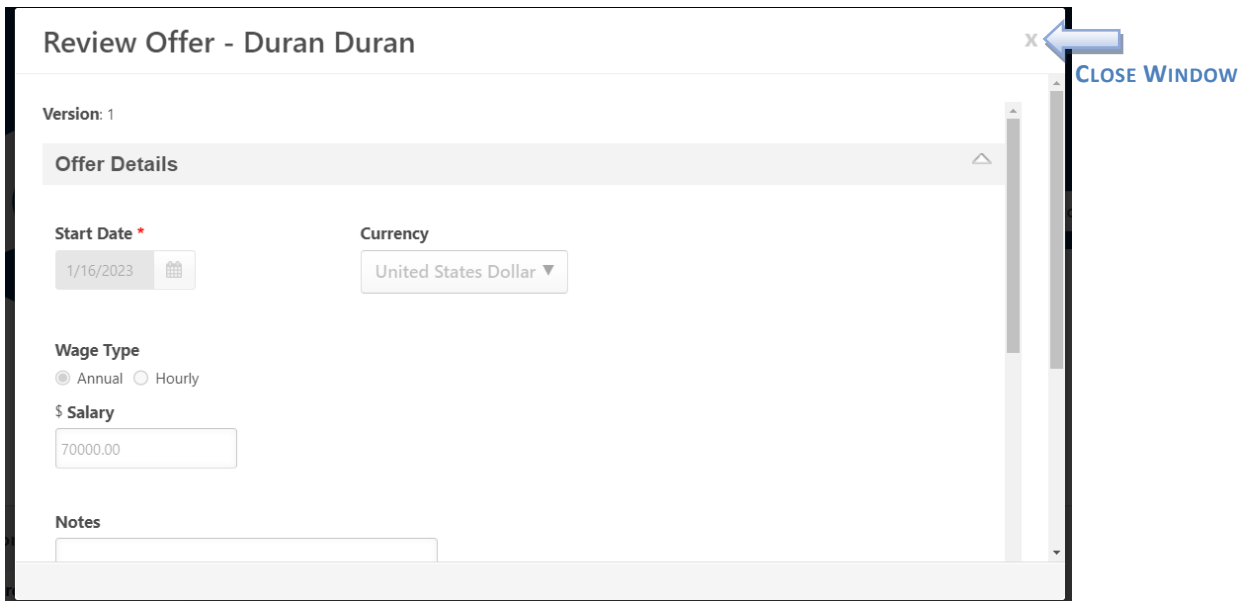 Review Offer - Duran Duran
x
CLOSE WINDOW
Version: 1
Offer Details
Start Date * Currency
1/16/2023 United States Dollar ▼
Wage Type
Annual Hourly
$ Salary
70000.00
Notes